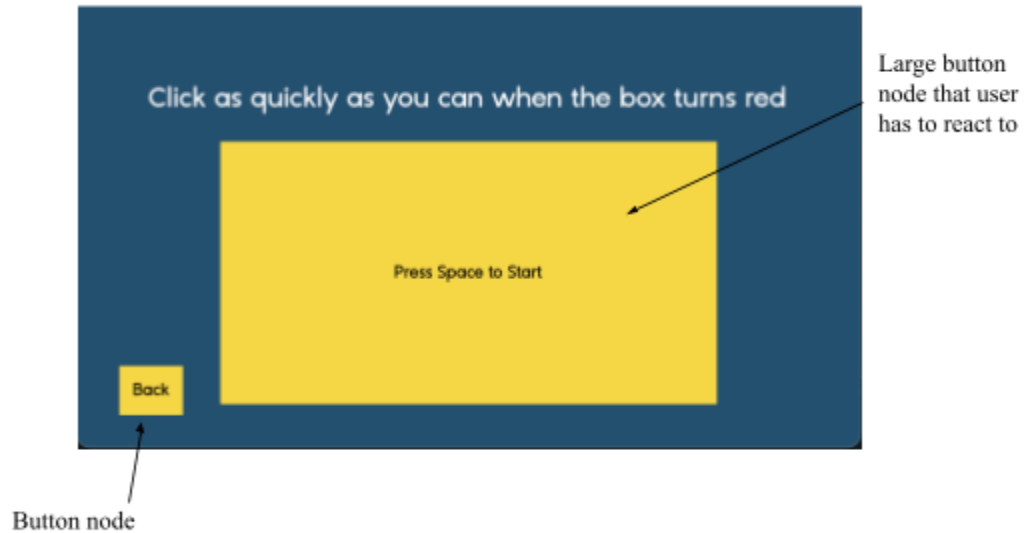 Large button
node that user
has to react to
Click as quickly as you can when the box turns red
Press Space to Start
Back
Button node